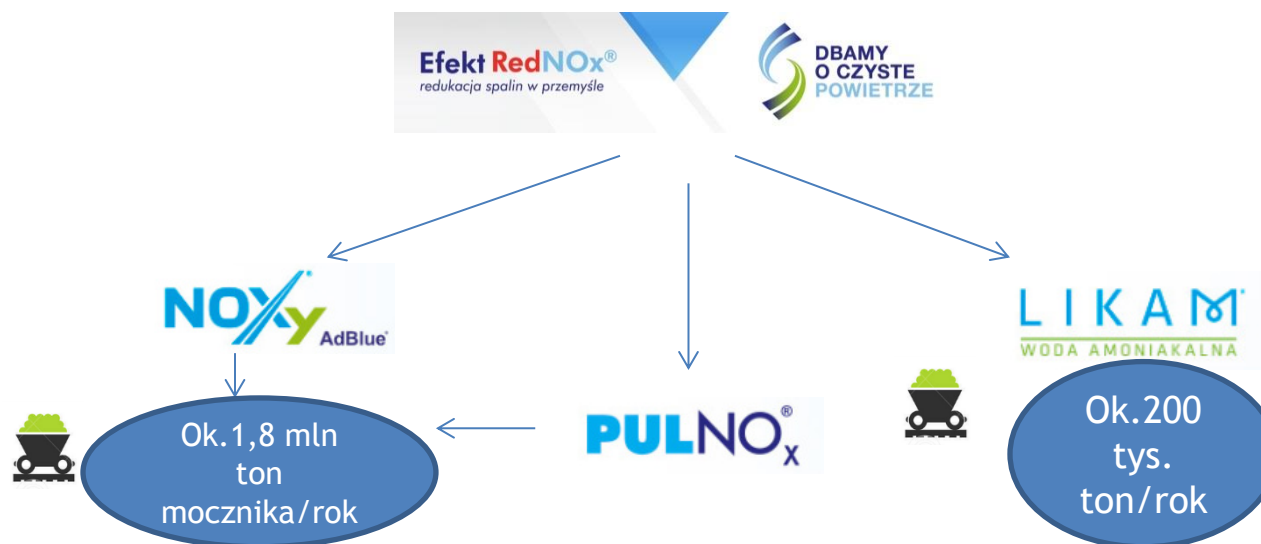 Efekt RedNOx®
redukacja spalin w przemyśle
DBAMY
O CZYSTE
POWIETRZE
NOXy®
AdBlue®
LIKAM®
WODA AMONIAKALNA
PULNOx®
Ok.1,8 mln
ton
mocznika/rok
Ok.200
tys.
ton/rok